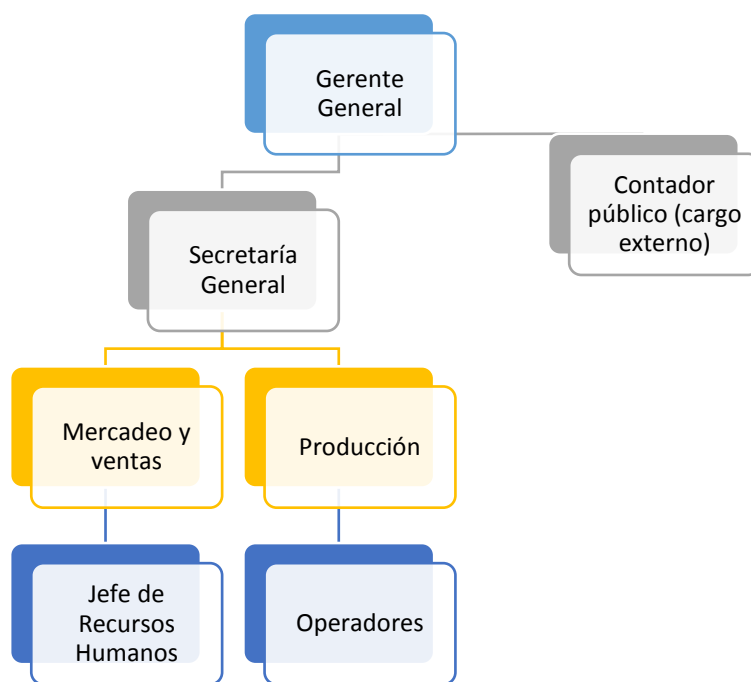 Gerente
General
Contador
público (cargo
externo)
Secretaría
General
Mercadeo y
ventas
Producción
Jefe de
Recursos
Humanos
Operadores